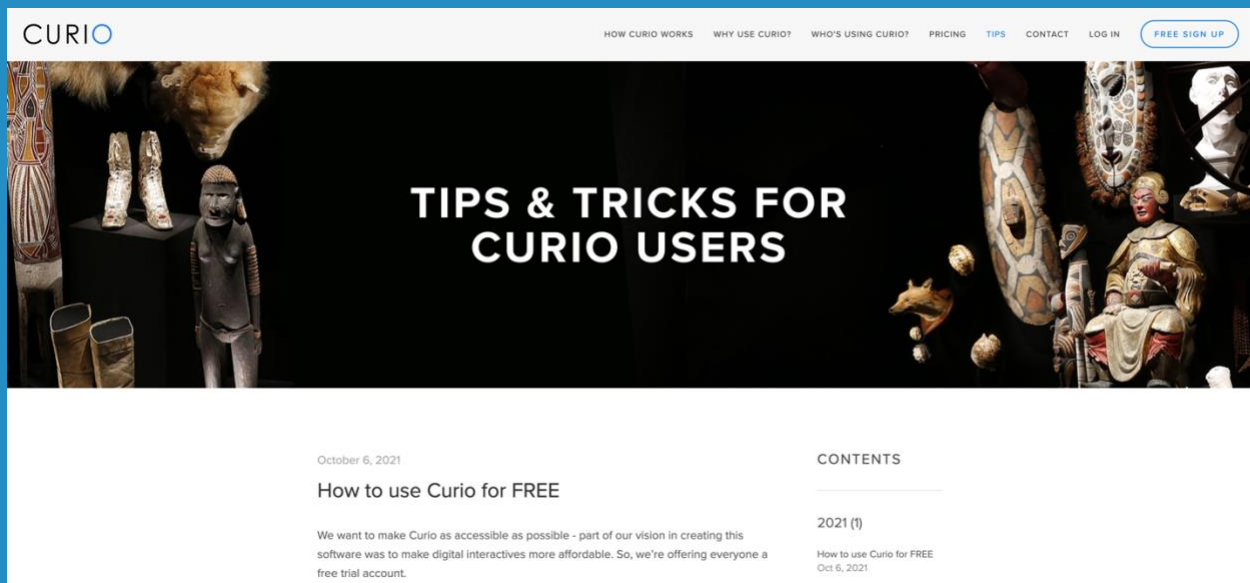 CURIO
HOW CURIO WORKS
WHY USE CURIO?
WHO'S USING CURIO?
PRICING
TIPS
CONTACT
LOG IN
FREE SIGN UP
TIPS & TRICKS FOR
CURIO USERS
October 6, 2021
How to use Curio for FREE
We want to make Curio as accessible as possible - part of our vision in creating this
software was to make digital interactives more affordable. So, we're offering everyone a
free trial account.
CONTENTS
2021 (1)
How to use Curio for FREE
Oct 6, 2021